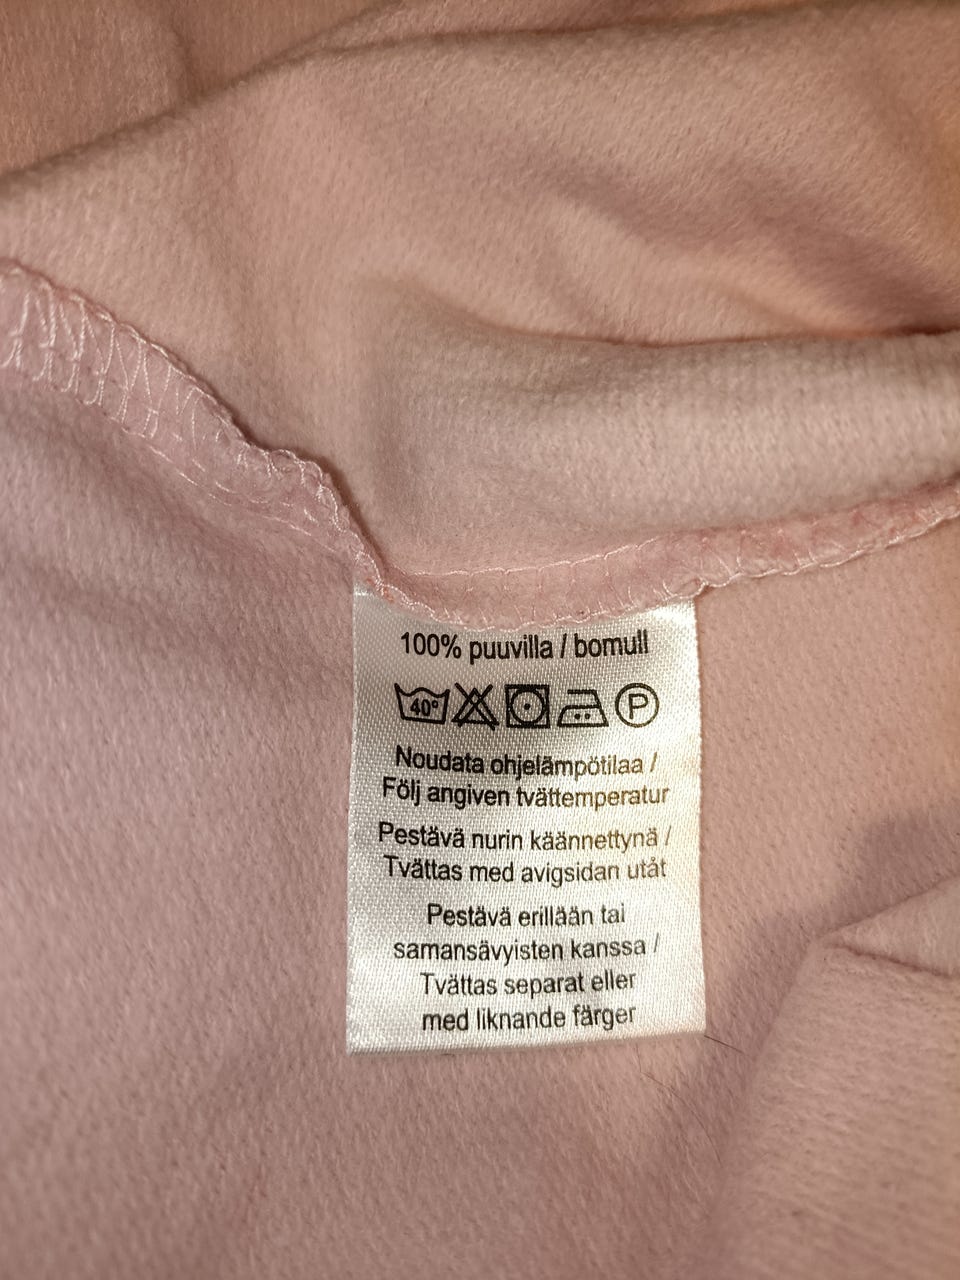 100% puuvilla / bomull
40° P
Noudata ohjelämpötilaa /
Följ angiven tvättemperatur
Pestävä nurin käännettynä /
Tvättas med avigsidan utåt
Pestävä erillään tai
samansävyisten kanssa /
Tvättas separat eller
med liknande färger